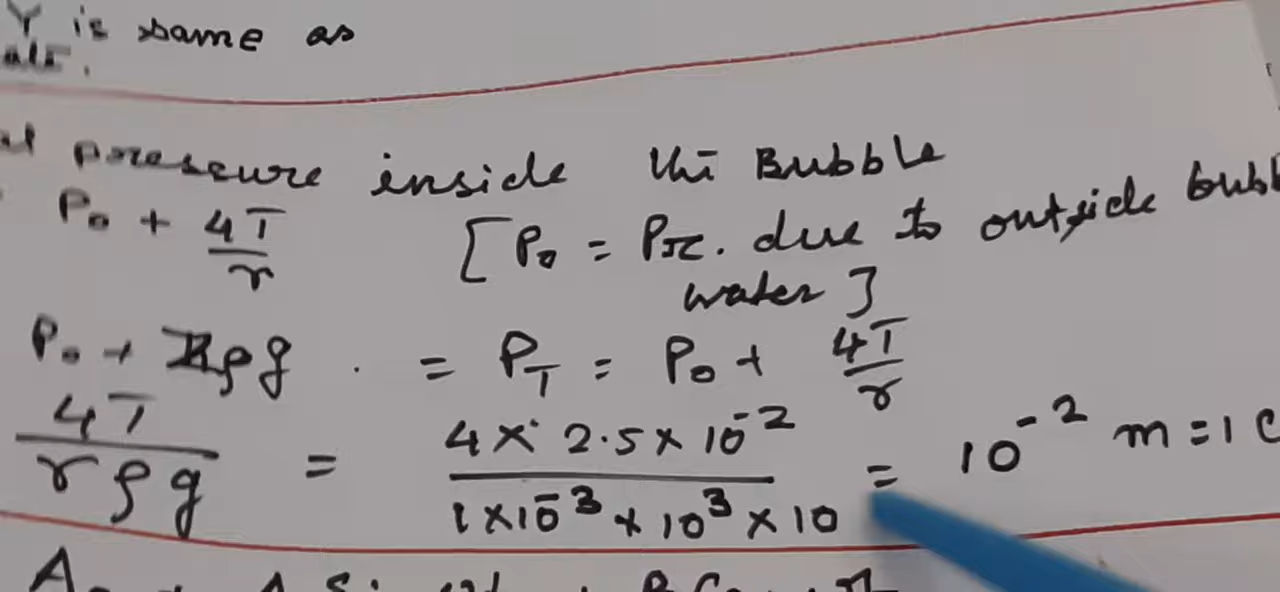 Y is same as
pressure inside the Bubble
P₀ + 4T/r [P₀ = Pr. due to outside
water]
P₀ + Zρg = P_T = P₀ + 4T/r
4T/rρg = 4 × 2.5 × 10⁻² / 1 × 10⁻³ × 10³ × 10 = 10⁻² m = 1